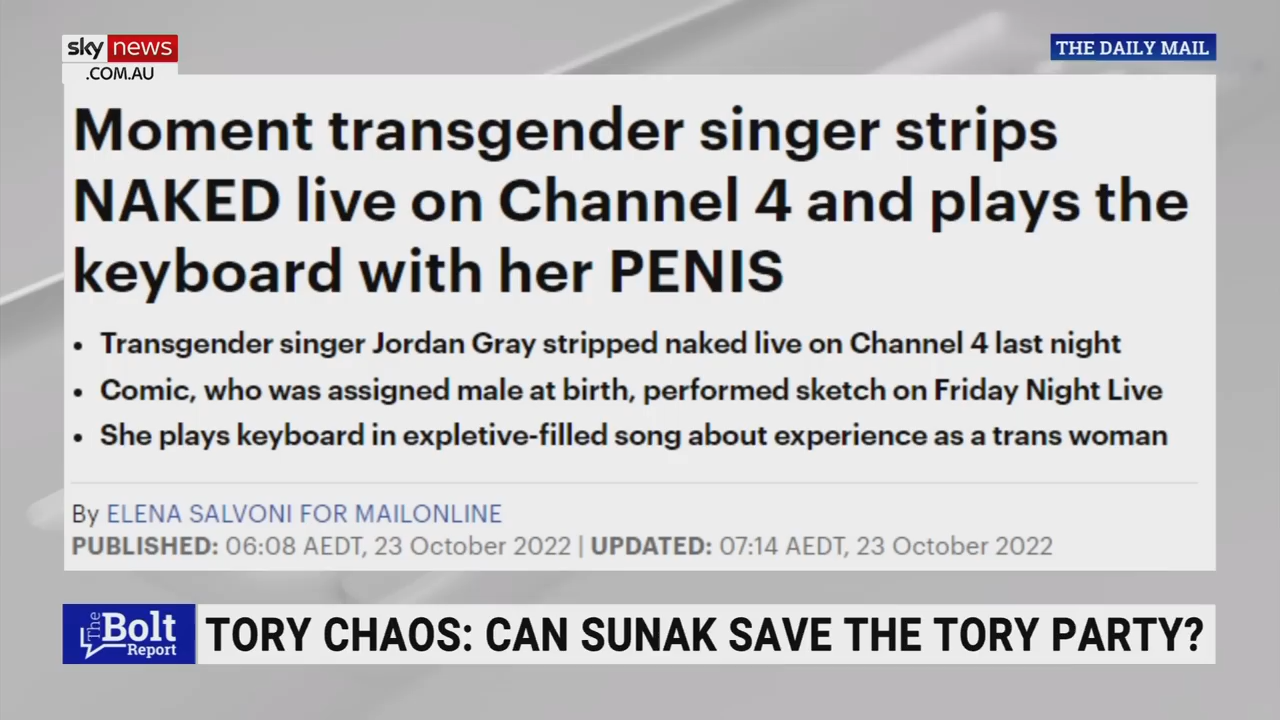 sky news
.COM.AU
THE DAILY MAIL
Moment transgender singer strips
NAKED live on Channel 4 and plays the
keyboard with her PENIS
• Transgender singer Jordan Gray stripped naked live on Channel 4 last night
• Comic, who was assigned male at birth, performed sketch on Friday Night Live
• She plays keyboard in expletive-filled song about experience as a trans woman
By ELENA SALVONI FOR MAILONLINE
PUBLISHED: 06:08 AEDT, 23 October 2022 | UPDATED: 07:14 AEDT, 23 October 2022
The Bolt Report
TORY CHAOS: CAN SUNAK SAVE THE TORY PARTY?